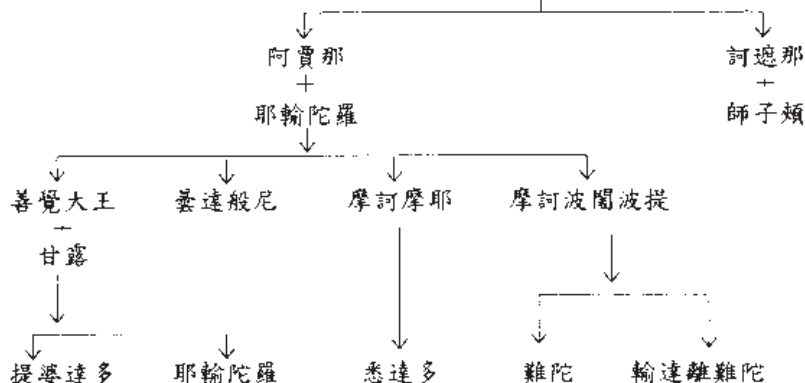 阿賈那 訶遮那
+ +
耶輸陀羅 師子頰
善覺大王 曇達般尼 摩訶摩耶 摩訶波闍波提
+
甘露
提婆達多 耶輸陀羅 悉達多 難陀 輸達離難陀